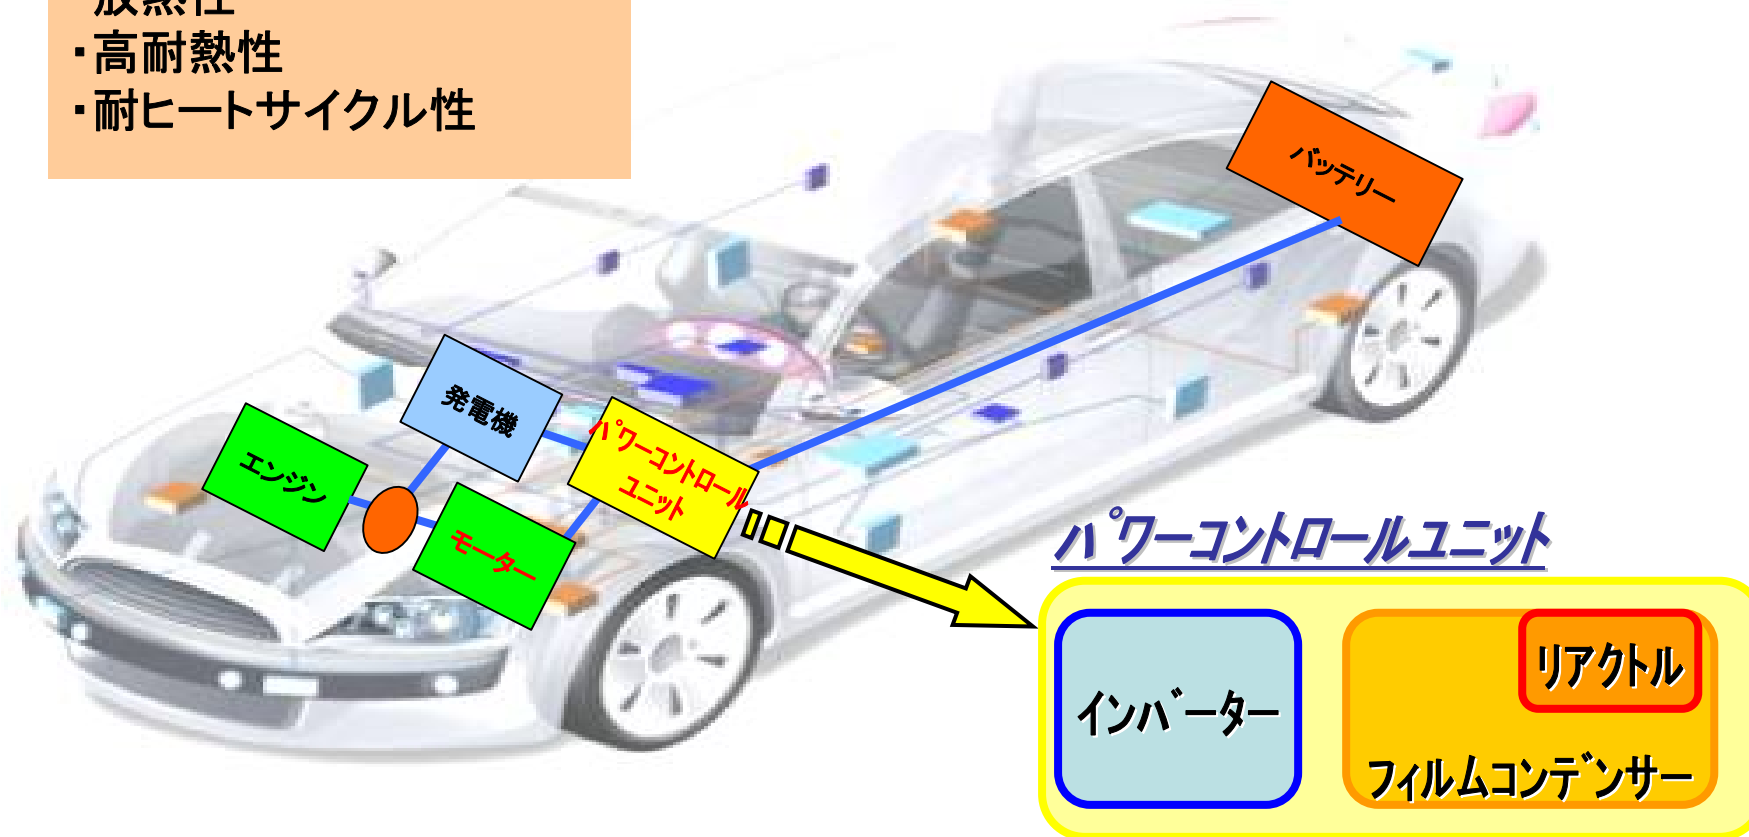 放熱性
・高耐熱性
・耐ヒートサイクル性
バッテリー
発電機
エンジン
パワーコントロール
ユニット
モーター
パワーコントロールユニット
リアクトル
インバーター
フィルムコンデンサー